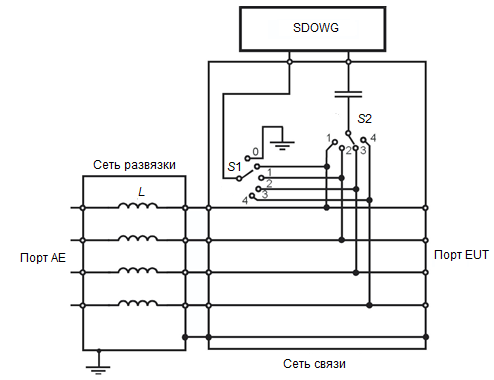 SDOWG
S2
1 2 3 4
0
S1
1
2
3
4
Сеть развязки
L
Порт AE
Порт EUT
Сеть связи